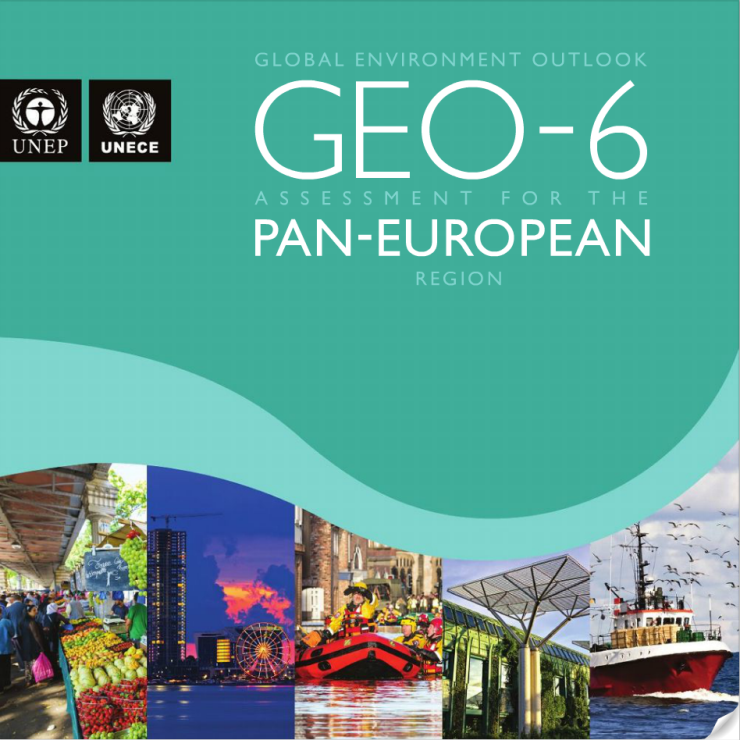 GLOBAL ENVIRONMENT OUTLOOK
GEO-6
ASSESSMENT FOR THE
PAN-EUROPEAN
REGION
UNEP
UNECE